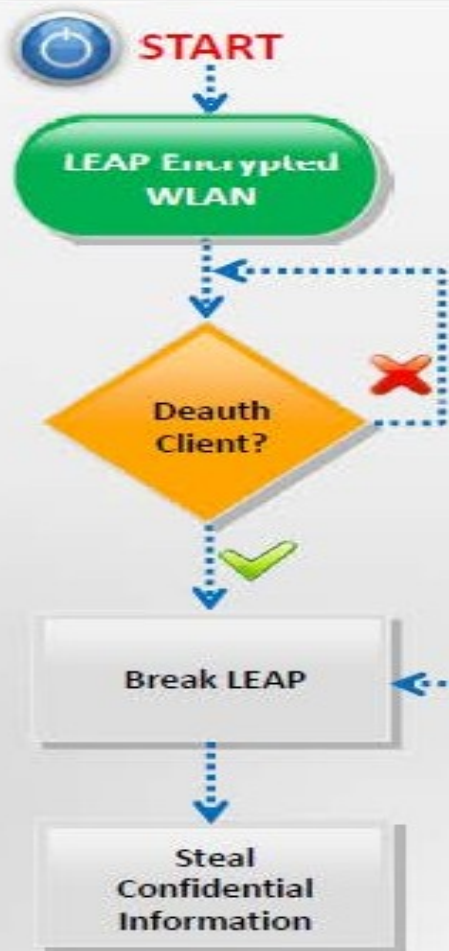 START
LEAP Encrypted
WLAN
Deauth
Client?
Break LEAP
Steal
Confidential
Information